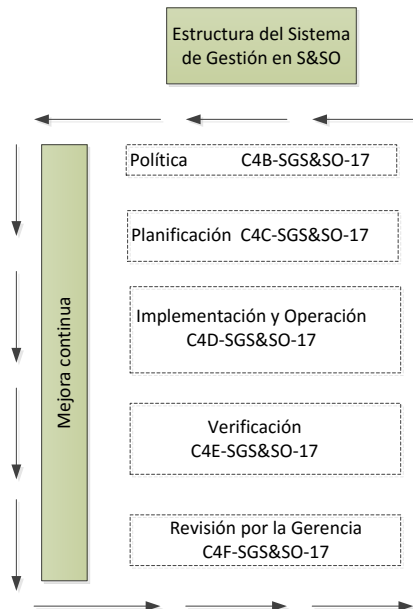 Estructura del Sistema
de Gestión en S&SO
Política C4B-SGS&SO-17
Planificación C4C-SGS&SO-17
Implementación y Operación
C4D-SGS&SO-17
Verificación
C4E-SGS&SO-17
Revisión por la Gerencia
C4F-SGS&SO-17
Mejora continua